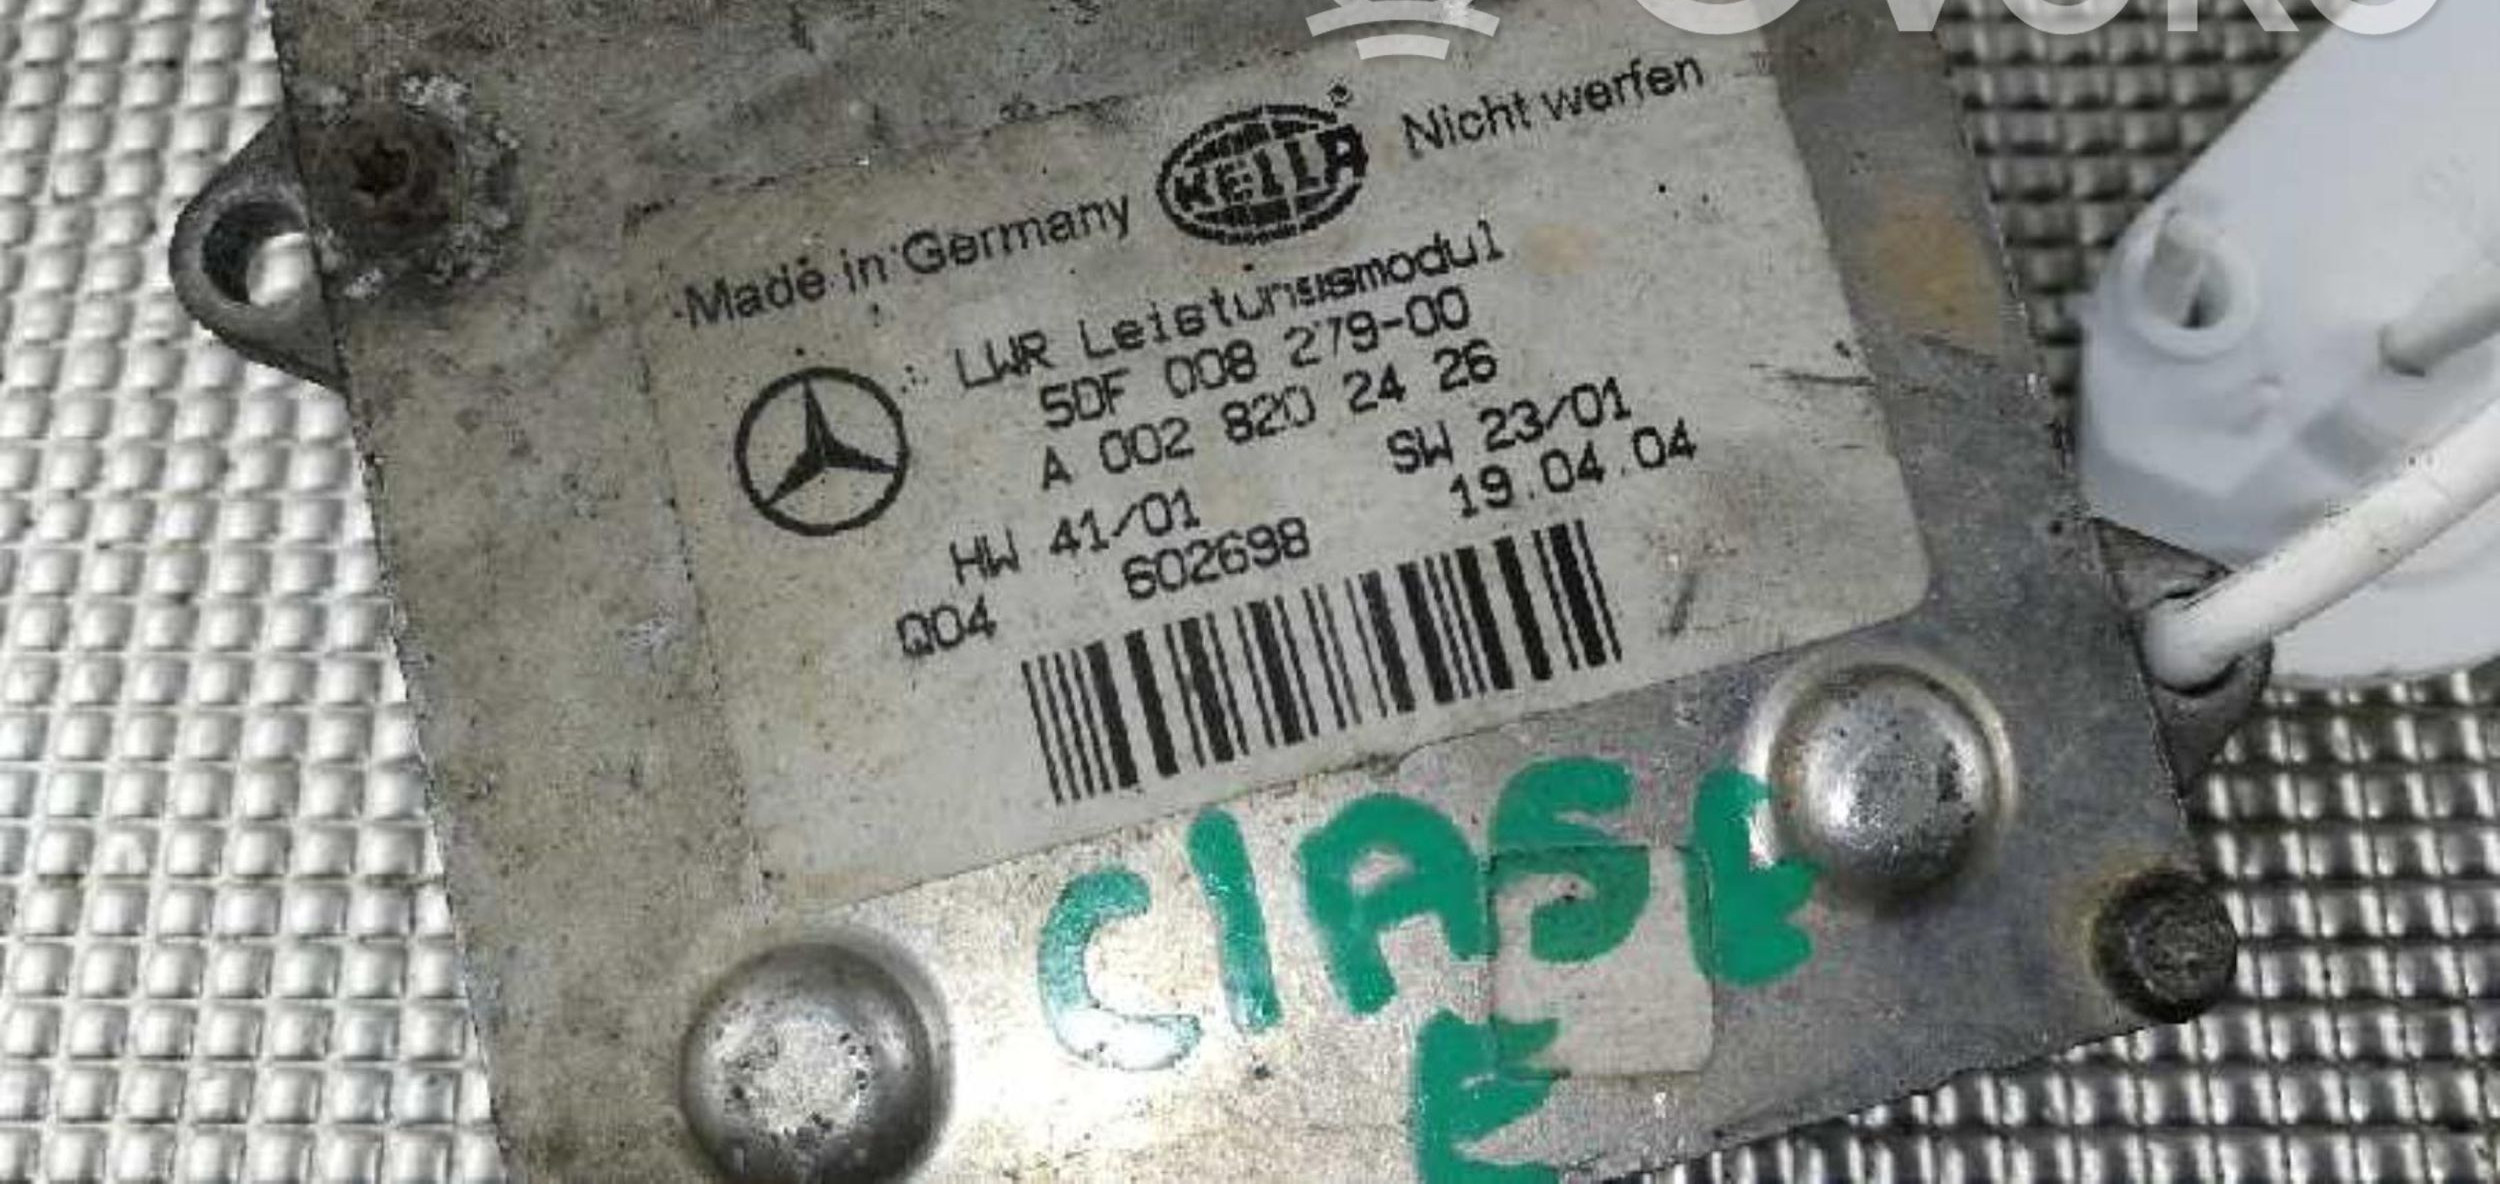 Made in Germany HELLA® Nicht werfen
LWR Leistungsmodul
5DF 008 279-00
A 002 820 24 26
HW 41/01 SW 23/01
Q04 602698 19.04.04
CLASE
E